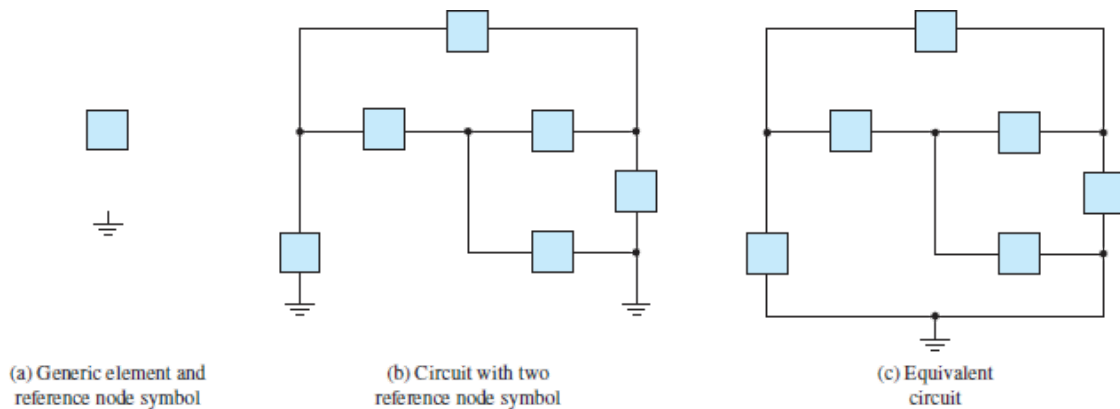 (a) Generic element and
reference node symbol
(b) Circuit with two
reference node symbol
(c) Equivalent
circuit